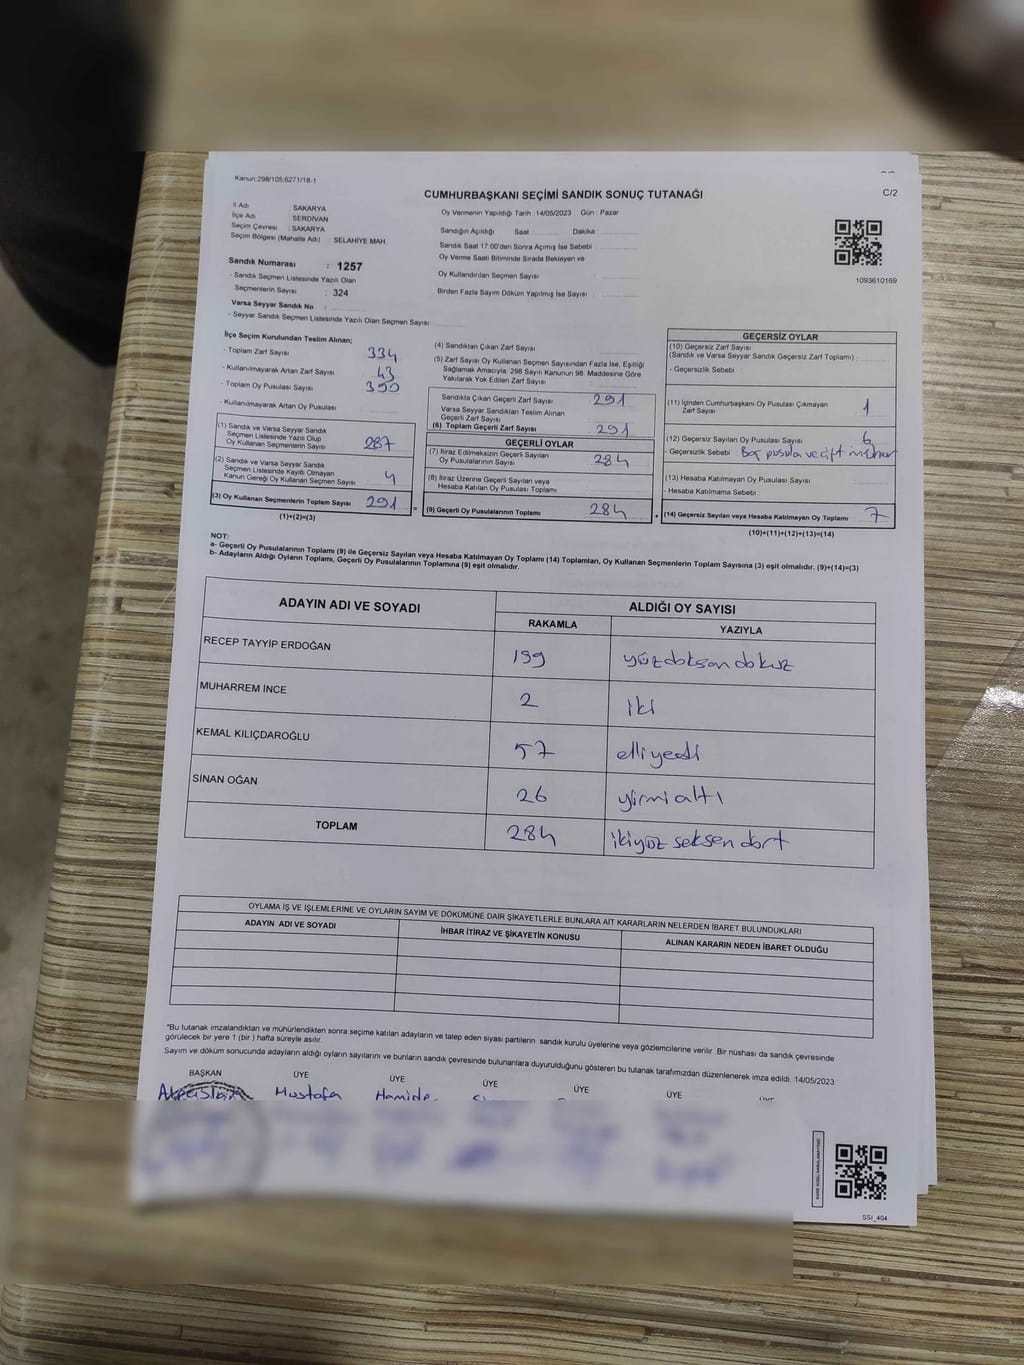 Kanun:298/105,6271/18-1
CUMHURBAŞKANI SEÇİMİ SANDIK SONUÇ TUTANAĞI
C/2
İl Adı : SAKARYA
İlçe Adı : SERDİVAN
Seçim Çevresi : SAKARYA
Seçim Bölgesi (Mahalle Adı) : SELAHİYE MAH.
Oy Vermenin Yapıldığı Tarih :14/05/2023 Gün : Pazar
Sandığın Açıldığı Saat Dakika
Sandık Saat 17:00'den Sonra Açımış İse Sebebi
Oy Verme Saati Bitiminde Sırada Bekleyen ve
Oy Kullandırılan Seçmen Sayısı
Birden Fazla Sayım Döküm Yapılmış İse Sayısı
1093610169
Sandık Numarası : 1257
- Sandık Seçmen Listesinde Yazılı Olan
Seçmenlerin Sayısı : 324
Varsa Seyyar Sandık No :
- Seyyar Sandık Seçmen Listesinde Yazılı Olan Seçmen Sayısı
İlçe Seçim Kurulundan Teslim Alınan;
- Toplam Zarf Sayısı 334
- Kullanılmayarak Artan Zarf Sayısı 43
- Toplam Oy Pusulası Sayısı 390
- Kullanılmayarak Artan Oy Pusulası
(1) Sandık ve Varsa Seyyar Sandık
Seçmen Listesinde Yazılı Olup
Oy Kullanan Seçmenlerin Sayısı 287
(2) Sandık ve Varsa Seyyar Sandık
Seçmen Listesinde Kayıtlı Olmayan
Kanun Gereği Oy Kullanan Seçmen Sayısı 4
(3) Oy Kullanan Seçmenlerin Toplam Sayısı 291
(1)+(2)=(3)
(4) Sandıktan Çıkan Zarf Sayısı
(5) Zarf Sayısı Oy Kullanan Seçmen Sayısından Fazla İse, Eşitliği
Sağlamak Amacıyla, 298 Sayılı Kanunun 98. Maddesine Göre
Yakılarak Yok Edilen Zarf Sayısı
Sandıkta Çıkan Geçerli Zarf Sayısı 291
Varsa Seyyar Sandıktan Teslim Alınan
Geçerli Zarf Sayısı
(6) Toplam Geçerli Zarf Sayısı 291
GEÇERLİ OYLAR
(7) İtiraz Edilmeksizin Geçerli Sayılan
Oy Pusulalarının Sayısı 284
(8) İtiraz Üzerine Geçerli Sayılan veya
Hesaba Katılan Oy Pusulası Toplamı
(9) Geçerli Oy Pusulalarının Toplamı 284
GEÇERSİZ OYLAR
(10) Geçersiz Zarf Sayısı
(Sandık ve Varsa Seyyar Sandık Geçersiz Zarf Toplamı)
- Geçersizlik Sebebi :
(11) İçinden Cumhurbaşkanı Oy Pusulası Çıkmayan
Zarf Sayısı 1
(12) Geçersiz Sayılan Oy Pusulası Sayısı 6
- Geçersizlik Sebebi Boş pusula ve çift mühür
(13) Hesaba Katılmayan Oy Pusulası Sayısı
- Hesaba Katılmama Sebebi :
(14) Geçersiz Sayılan veya Hesaba Katılmayan Oy Toplamı 7
(10)+(11)+(12)+(13)=(14)
NOT:
a- Geçerli Oy Pusulalarının Toplamı (9) ile Geçersiz Sayılan veya Hesaba Katılmayan Oy Toplamı (14) Toplamları, Oy Kullanan Seçmenlerin Toplam Sayısına (3) eşit olmalıdır. (9)+(14)=(3)
b- Adayların Aldığı Oyların Toplamı, Geçerli Oy Pusulalarının Toplamına (9) eşit olmalıdır.
ADAYIN ADI VE SOYADI ALDIĞI OY SAYISI
RAKAMLA YAZIYLA
RECEP TAYYİP ERDOĞAN 199 yüzdoksandokuz
MUHARREM İNCE 2 iki
KEMAL KILIÇDAROĞLU 57 elliyedi
SİNAN OĞAN 26 yirmialtı
TOPLAM 284 ikiyüz seksen dört
OYLAMA İŞ VE İŞLEMLERİNE VE OYLARIN SAYIM VE DÖKÜMÜNE DAİR ŞİKAYETLERLE BUNLARA AİT KARARLARIN NELERDEN İBARET BULUNDUKLARI
ADAYIN ADI VE SOYADI İHBAR İTİRAZ VE ŞİKAYETİN KONUSU ALINAN KARARIN NEDEN İBARET OLDUĞU
*Bu tutanak imzalandıktan ve mühürlendikten sonra seçime katılan adayların ve talep eden siyasi partilerin sandık kurulu üyelerine veya gözlemcilerine verilir. Bir nüshası da sandık çevresinde
görülecek bir yere 1 (bir ) hafta süreyle asılır.
Sayım ve döküm sonucunda adayların aldığı oyların sayılarını ve bunların sandık çevresinde bulunanlara duyurulduğunu gösteren bu tutanak tarafımızdan düzenlenerek imza edildi. 14/05/2023
BAŞKAN ÜYE ÜYE ÜYE ÜYE ÜYE
Alpaslan Mustafa Hamide
SSI_404